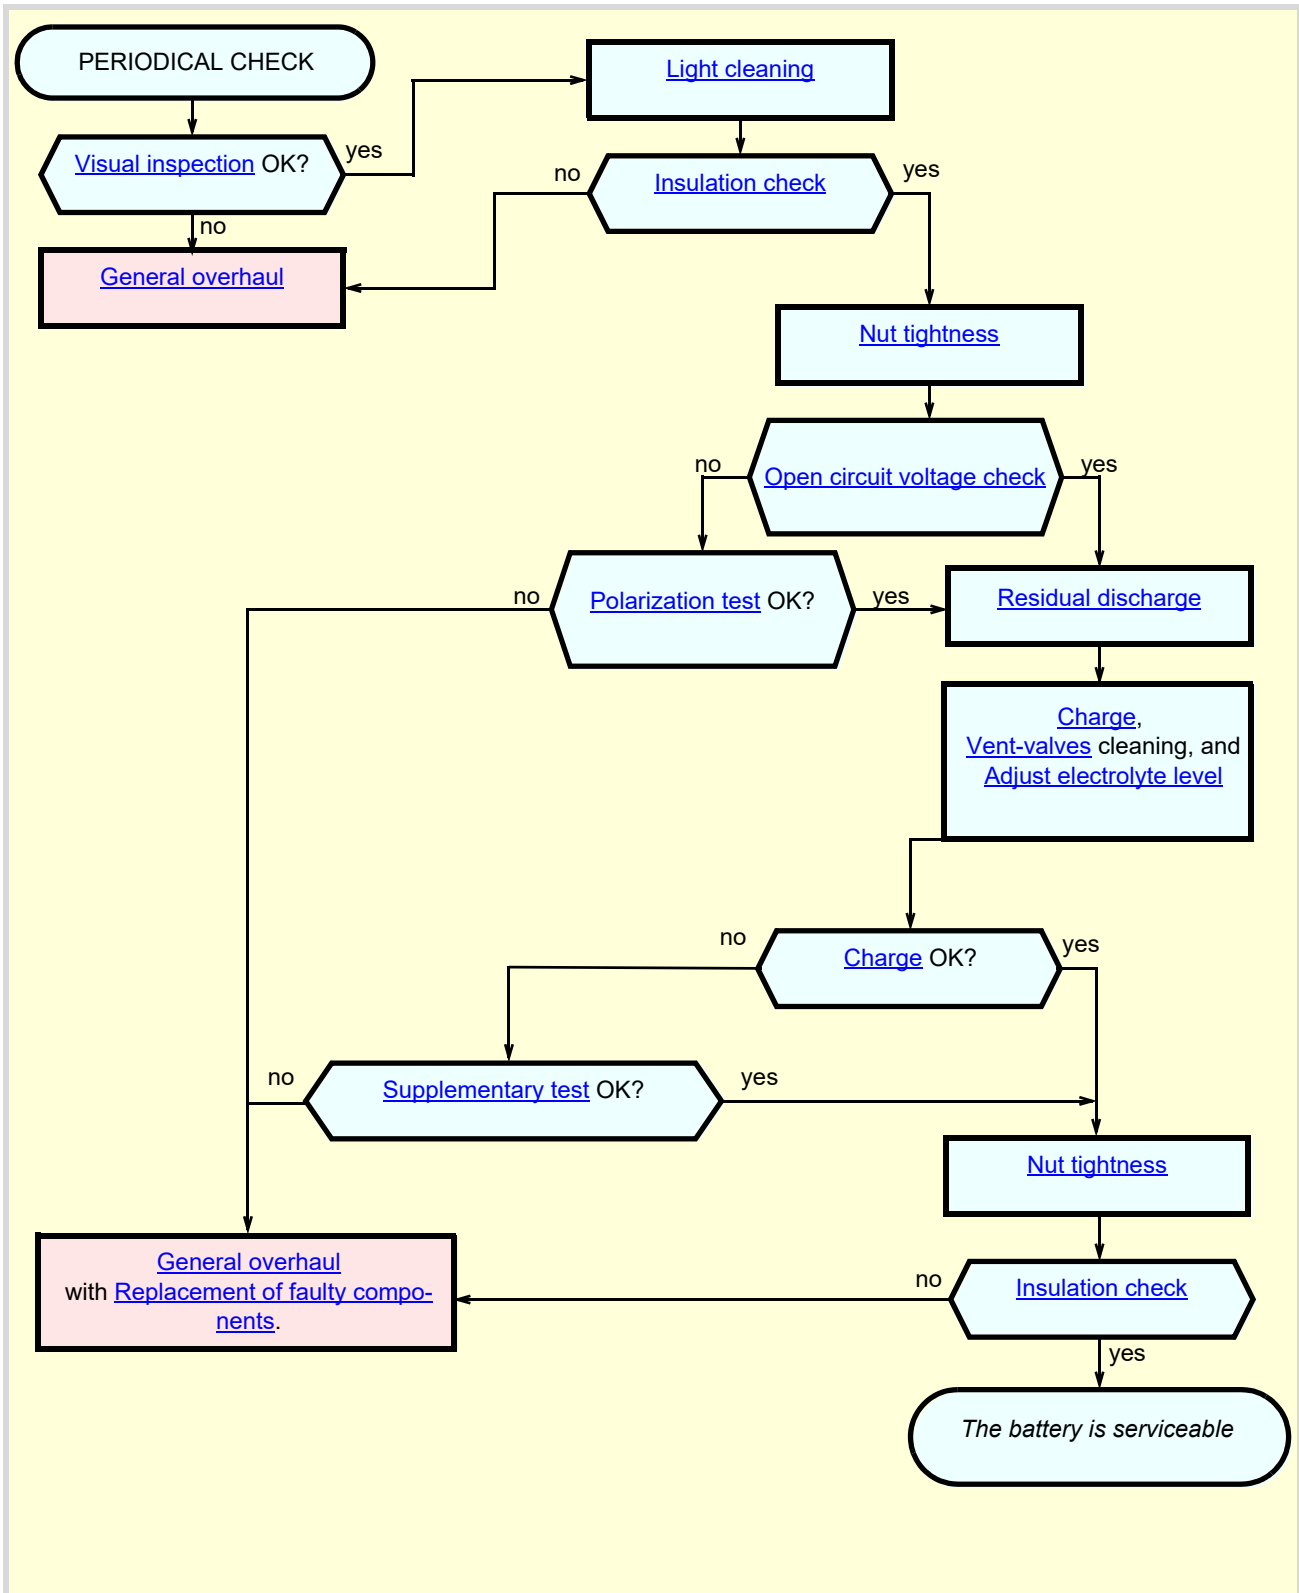 PERIODICAL CHECK
Light cleaning
Visual inspection OK?
yes
no
Insulation check
yes
no
General overhaul
Nut tightness
no
Open circuit voltage check
yes
no
Polarization test OK?
yes
Residual discharge
Charge,
Vent-valves cleaning, and
Adjust electrolyte level
no
Charge OK?
yes
no
Supplementary test OK?
yes
Nut tightness
General overhaul
with Replacement of faulty compo-
nents.
no
Insulation check
yes
The battery is serviceable